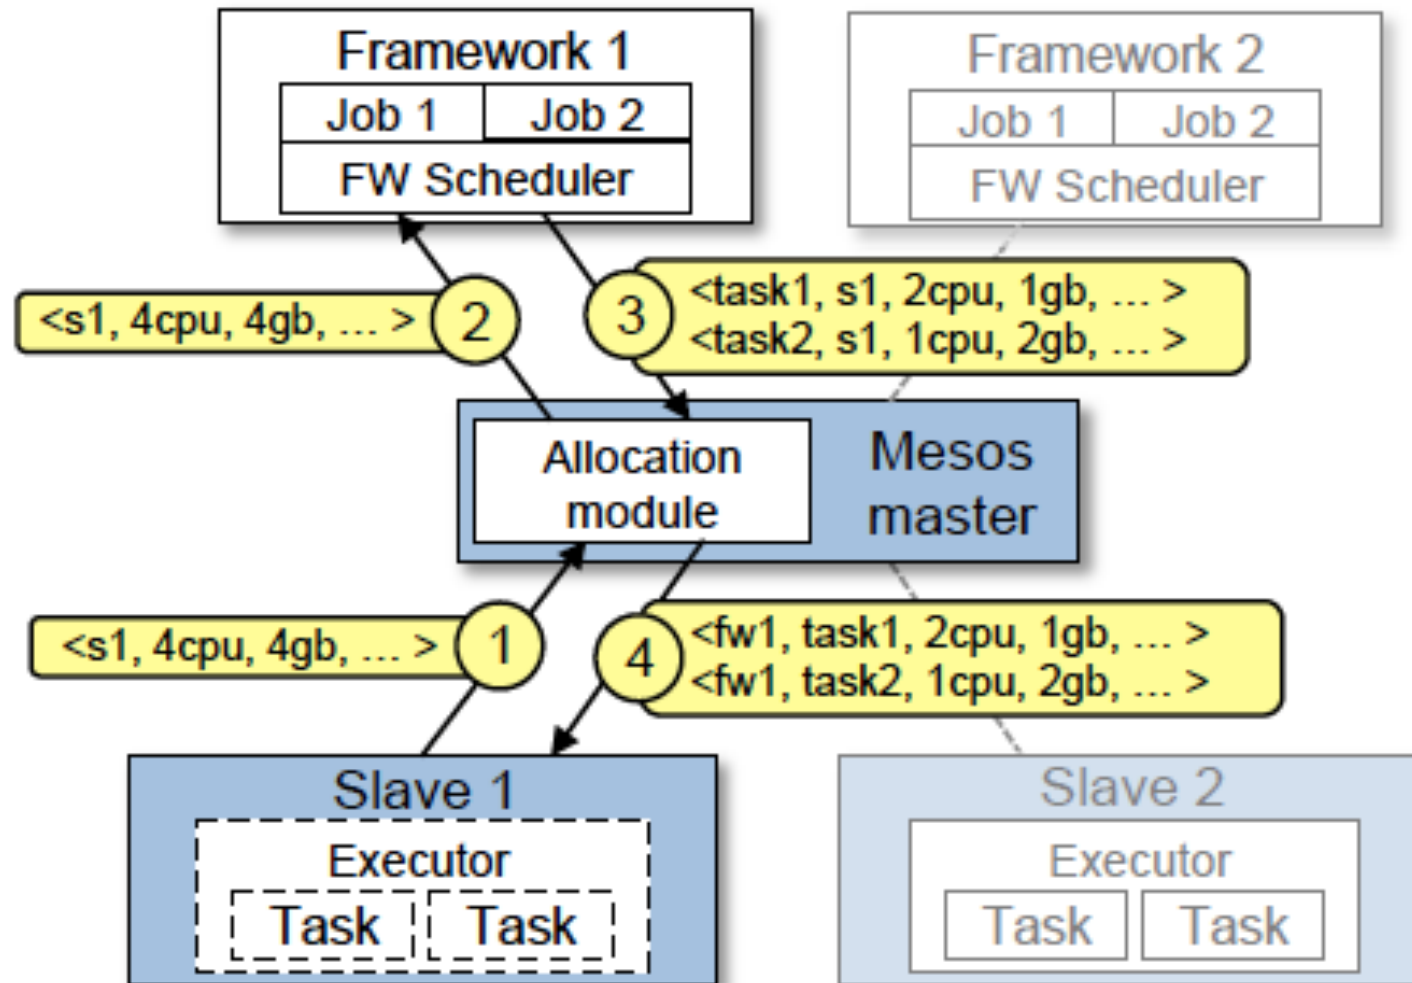 Framework 1
Job 1 Job 2
FW Scheduler
Framework 2
Job 1 Job 2
FW Scheduler
<s1, 4cpu, 4gb, ... >
2
3
<task1, s1, 2cpu, 1gb, ... >
<task2, s1, 1cpu, 2gb, ... >
Allocation
module
Mesos
master
<s1, 4cpu, 4gb, ... >
1
4
<fw1, task1, 2cpu, 1gb, ... >
<fw1, task2, 1cpu, 2gb, ... >
Slave 1
Executor
Task Task
Slave 2
Executor
Task Task